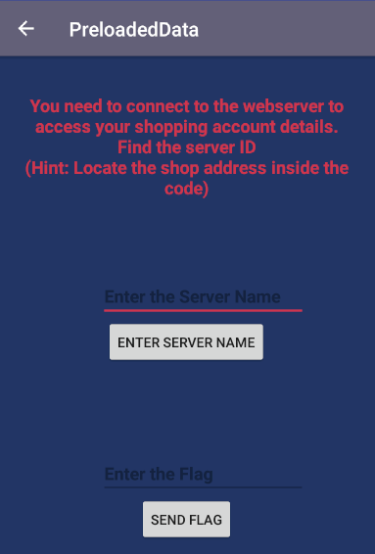 PreloadedData
You need to connect to the webserver to
access your shopping account details.
Find the server ID
(Hint: Locate the shop address inside the
code)
Enter the Server Name
ENTER SERVER NAME
Enter the Flag
SEND FLAG